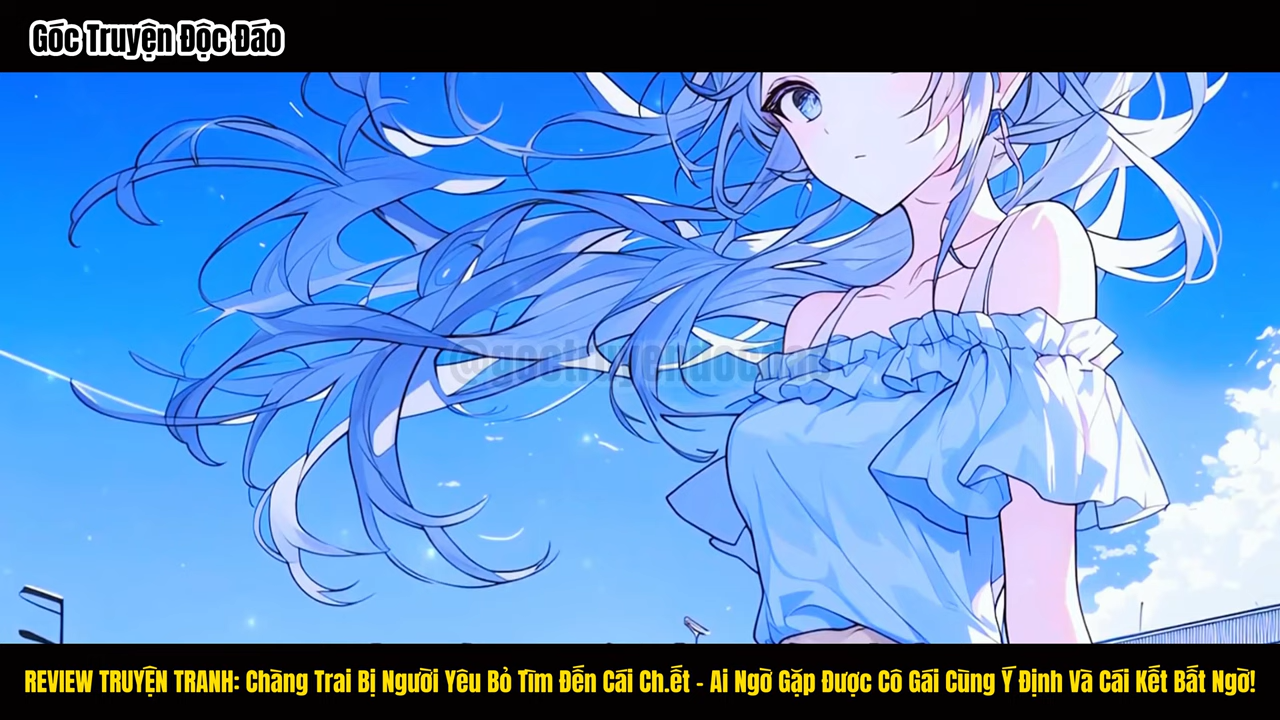 Góc Truyện Độc Đáo
@goctruyendocdao
REVIEW TRUYỆN TRANH: Chàng Trai Bị Người Yêu Bỏ Tìm Đến Cái Ch.ết - Ai Ngờ Gặp Được Cô Gái Cùng Ý Định Và Cái Kết Bất Ngờ!